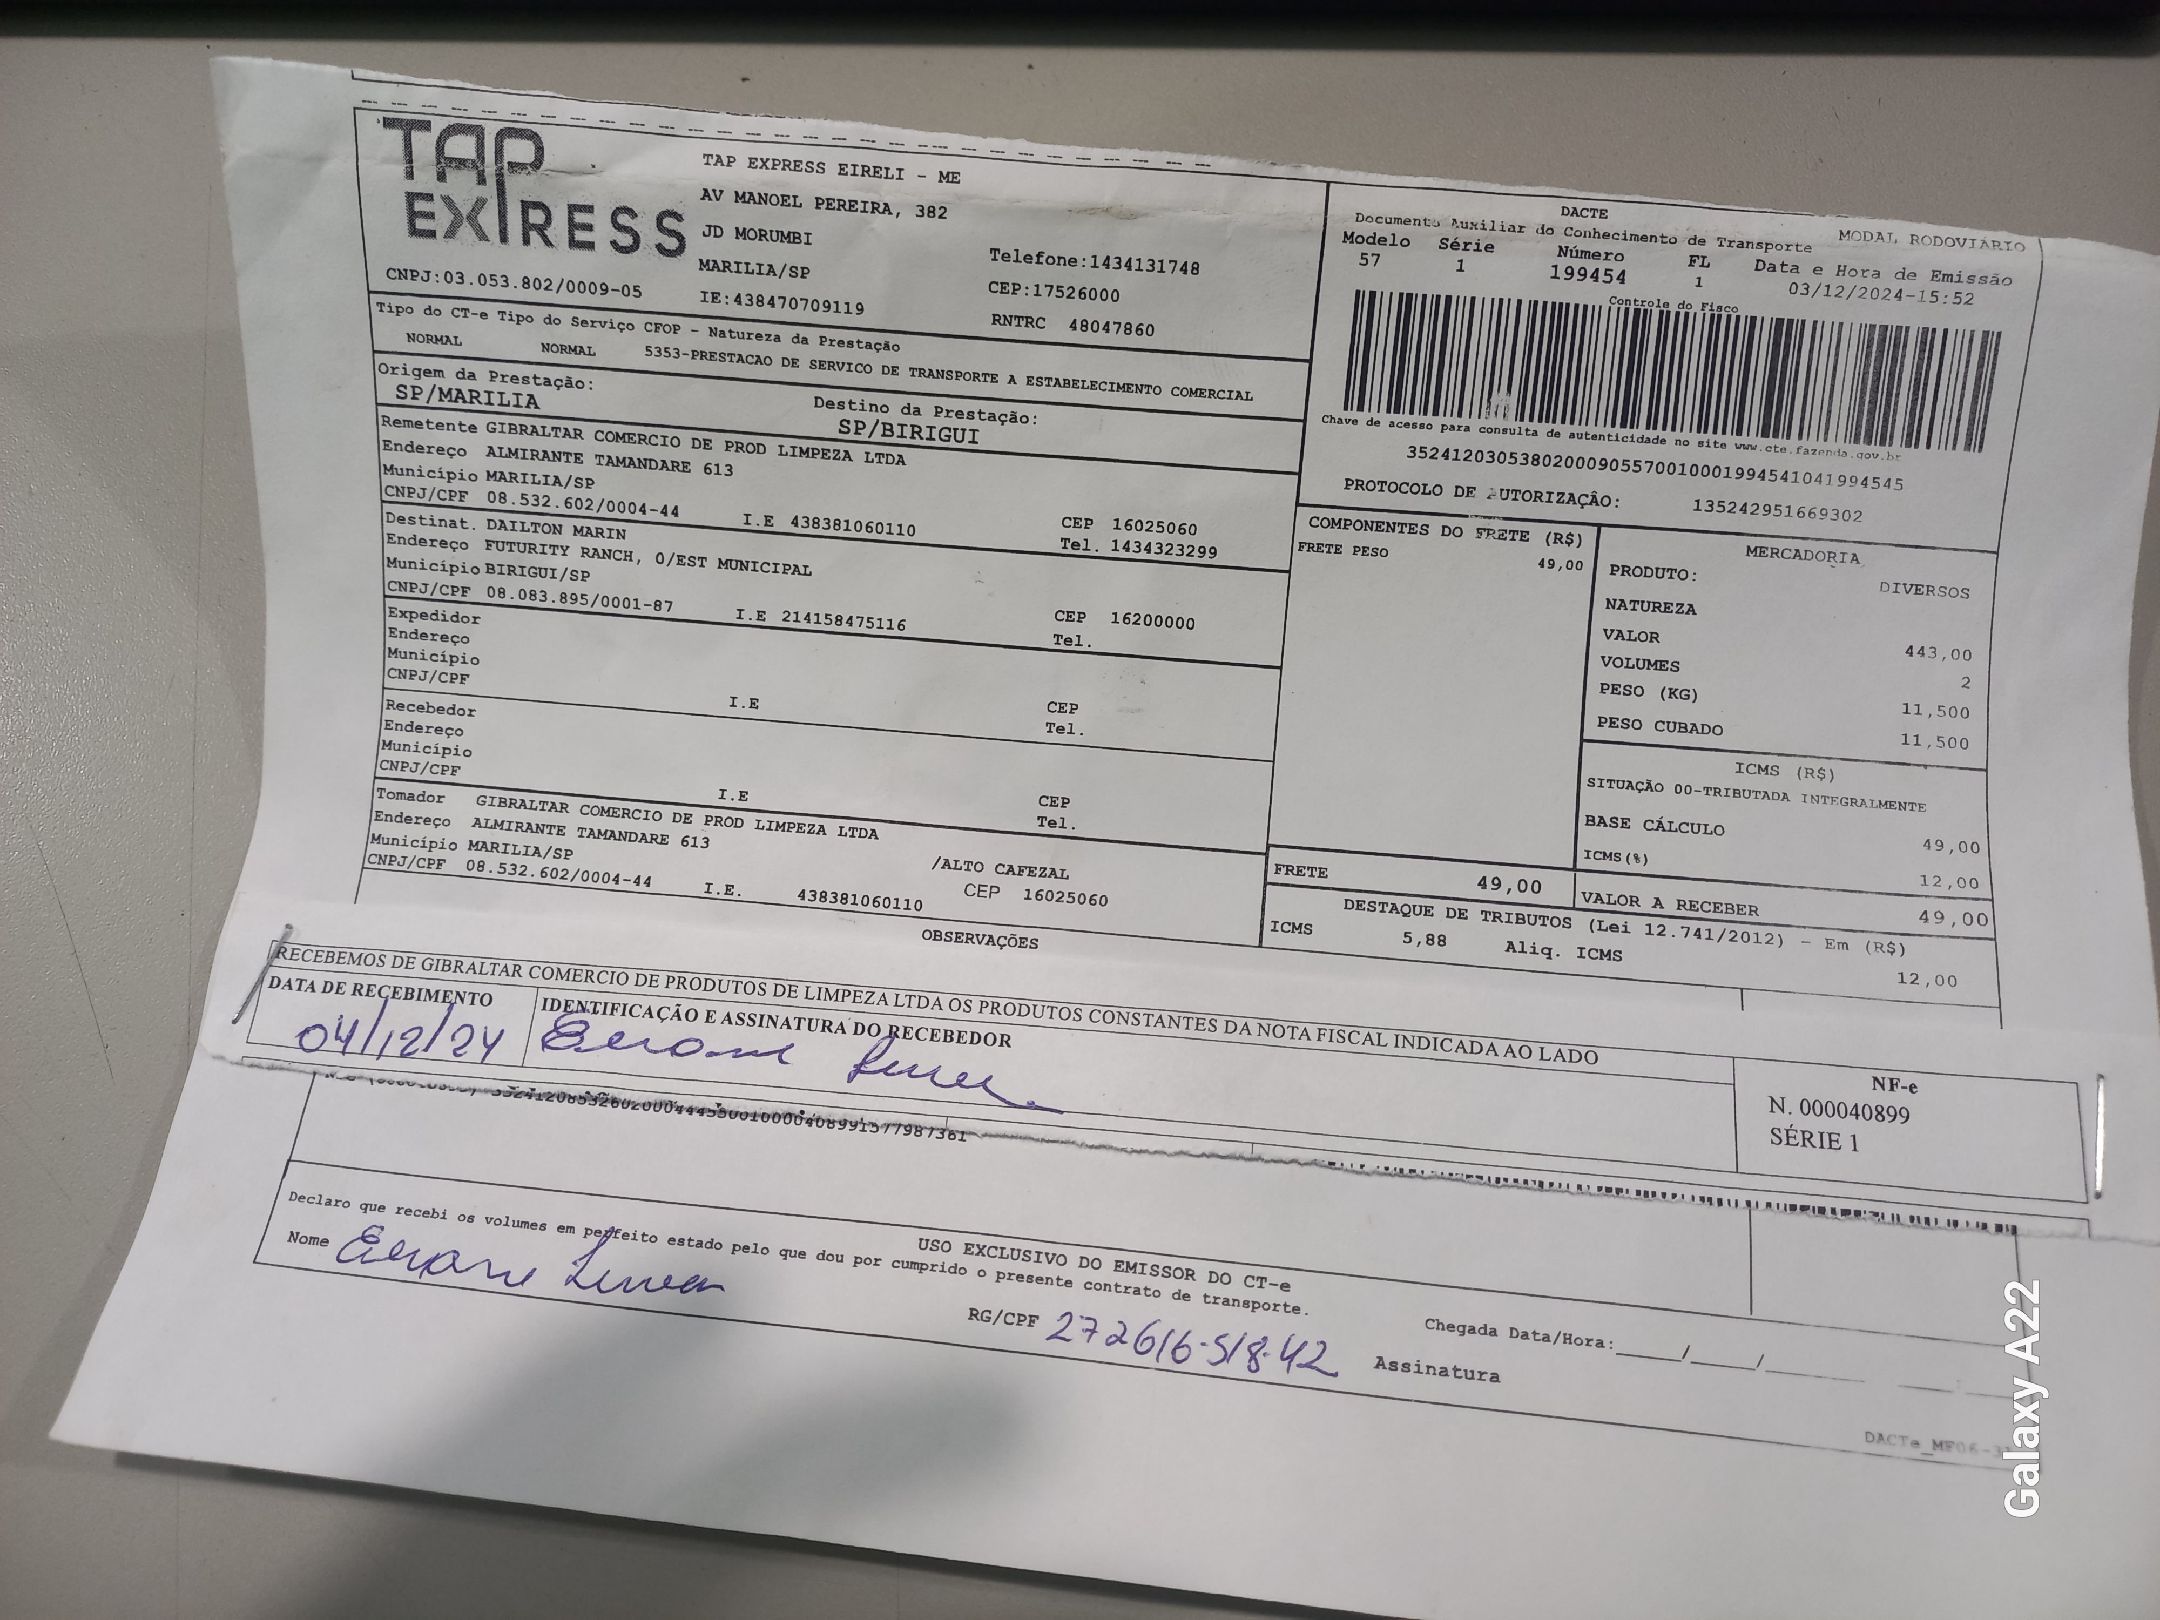 TAP EXPRESS
CNPJ:03.053.802/0009-05
TAP EXPRESS EIRELI - ME
AV MANOEL PEREIRA, 382
JD MORUMBI
MARILIA/SP
IE:438470709119
Telefone:1434131748
CEP:17526000
RNTRC 48047860
DACTE MODAL RODOVIÁRIO
Documento Auxiliar do Conhecimento de Transporte
Modelo Série Número FL Data e Hora de Emissão
57 1 199454 1 03/12/2024-15:52
Controle do Fisco
Chave de acesso para consulta de autenticidade no site www.cte.fazenda.gov.br
35241203053802000905570010001994541041994545
PROTOCOLO DE AUTORIZAÇÂO: 135242951669302
Tipo do CT-e Tipo do Serviço CFOP - Natureza da Prestação
NORMAL NORMAL 5353-PRESTACAO DE SERVICO DE TRANSPORTE A ESTABELECIMENTO COMERCIAL
Origem da Prestação: Destino da Prestação:
SP/MARILIA SP/BIRIGUI
Remetente GIBRALTAR COMERCIO DE PROD LIMPEZA LTDA
Endereço ALMIRANTE TAMANDARE 613
Município MARILIA/SP CEP 16025060
CNPJ/CPF 08.532.602/0004-44 I.E 438381060110 Tel. 1434323299
Destinat. DAILTON MARIN
Endereço FUTURITY RANCH, 0/EST MUNICIPAL
Município BIRIGUI/SP CEP 16200000
CNPJ/CPF 08.083.895/0001-87 I.E 214158475116 Tel.
Expedidor
Endereço
Município CEP
CNPJ/CPF I.E Tel.
Recebedor
Endereço
Município CEP
CNPJ/CPF I.E Tel.
Tomador GIBRALTAR COMERCIO DE PROD LIMPEZA LTDA
Endereço ALMIRANTE TAMANDARE 613 /ALTO CAFEZAL
Município MARILIA/SP CEP 16025060
CNPJ/CPF 08.532.602/0004-44 I.E. 438381060110
OBSERVAÇÕES
COMPONENTES DO FRETE (R$)
FRETE PESO 49,00
MERCADORIA
PRODUTO: DIVERSOS
NATUREZA
VALOR 443,00
VOLUMES 2
PESO (KG) 11,500
PESO CUBADO 11,500
ICMS (R$)
SITUAÇÃO 00-TRIBUTADA INTEGRALMENTE
BASE CÁLCULO 49,00
ICMS(%) 12,00
FRETE 49,00 VALOR A RECEBER 49,00
DESTAQUE DE TRIBUTOS (Lei 12.741/2012) - Em (R$)
ICMS 5,88 Aliq. ICMS 12,00
RECEBEMOS DE GIBRALTAR COMERCIO DE PRODUTOS DE LIMPEZA LTDA OS PRODUTOS CONSTANTES DA NOTA FISCAL INDICADA AO LADO
DATA DE RECEBIMENTO IDENTIFICAÇÃO E ASSINATURA DO RECEBEDOR
04/12/24
NF-e
N. 000040899
SÉRIE 1
USO EXCLUSIVO DO EMISSOR DO CT-e
Declaro que recebi os volumes em perfeito estado pelo que dou por cumprido o presente contrato de transporte.
Nome RG/CPF 272616-518-42 Assinatura Chegada Data/Hora:____/____/____
Galaxy A22